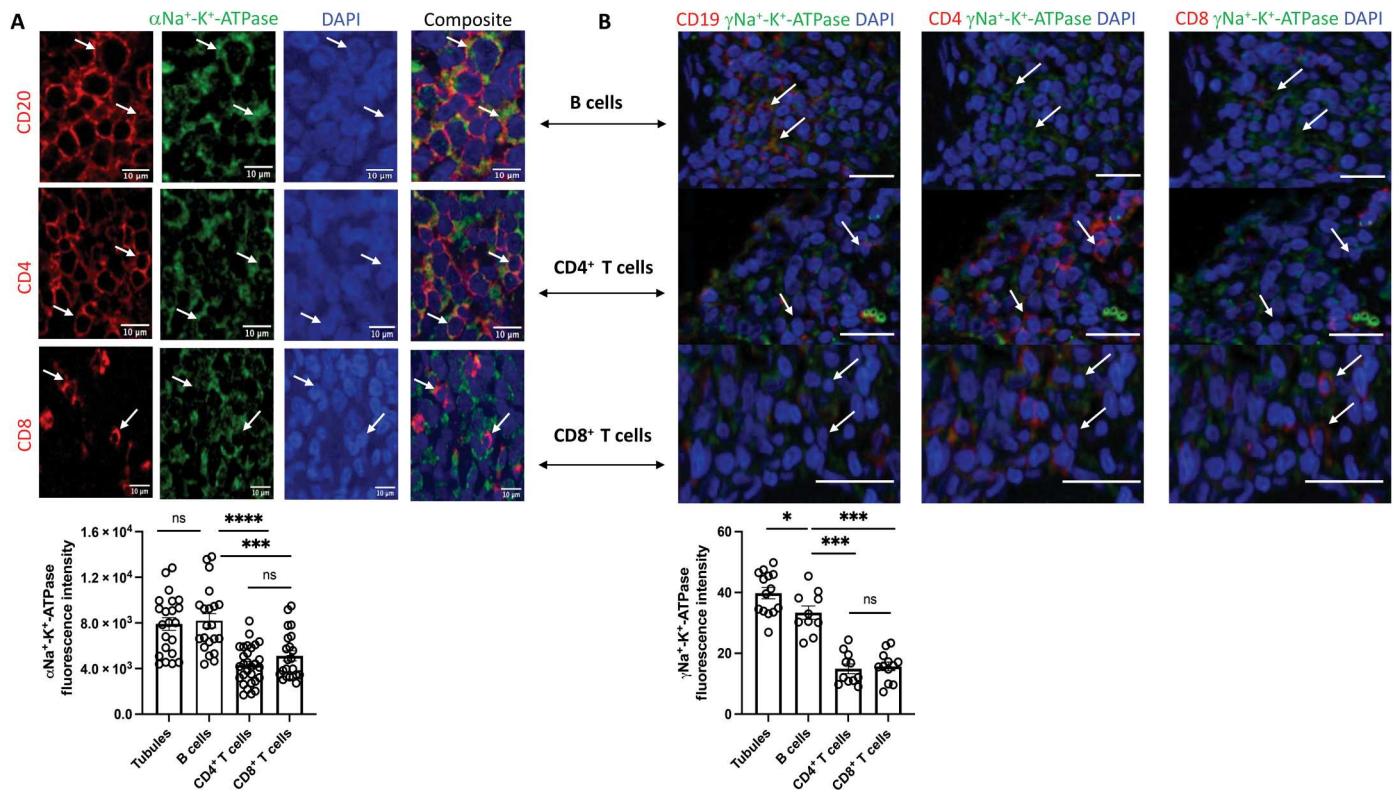 A
αNa⁺-K⁺-ATPase
DAPI
Composite
CD20
10 μm
10 μm
10 μm
10 μm
CD4
10 μm
10 μm
10 μm
10 μm
CD8
10 μm
10 μm
10 μm
10 μm
B cells
CD4⁺ T cells
CD8⁺ T cells
B
CD19 γNa⁺-K⁺-ATPase DAPI
CD4 γNa⁺-K⁺-ATPase DAPI
CD8 γNa⁺-K⁺-ATPase DAPI
αNa⁺-K⁺-ATPase
fluorescence intensity
1.6 × 10⁴
1.2 × 10⁴
8.0 × 10³
4.0 × 10³
0.0
ns
****
***
ns
Tubules
B cells
CD4⁺ T cells
CD8⁺ T cells
γNa⁺-K⁺-ATPase
fluorescence intensity
60
40
20
0
*
***
***
ns
Tubules
B cells
CD4⁺ T cells
CD8⁺ T cells